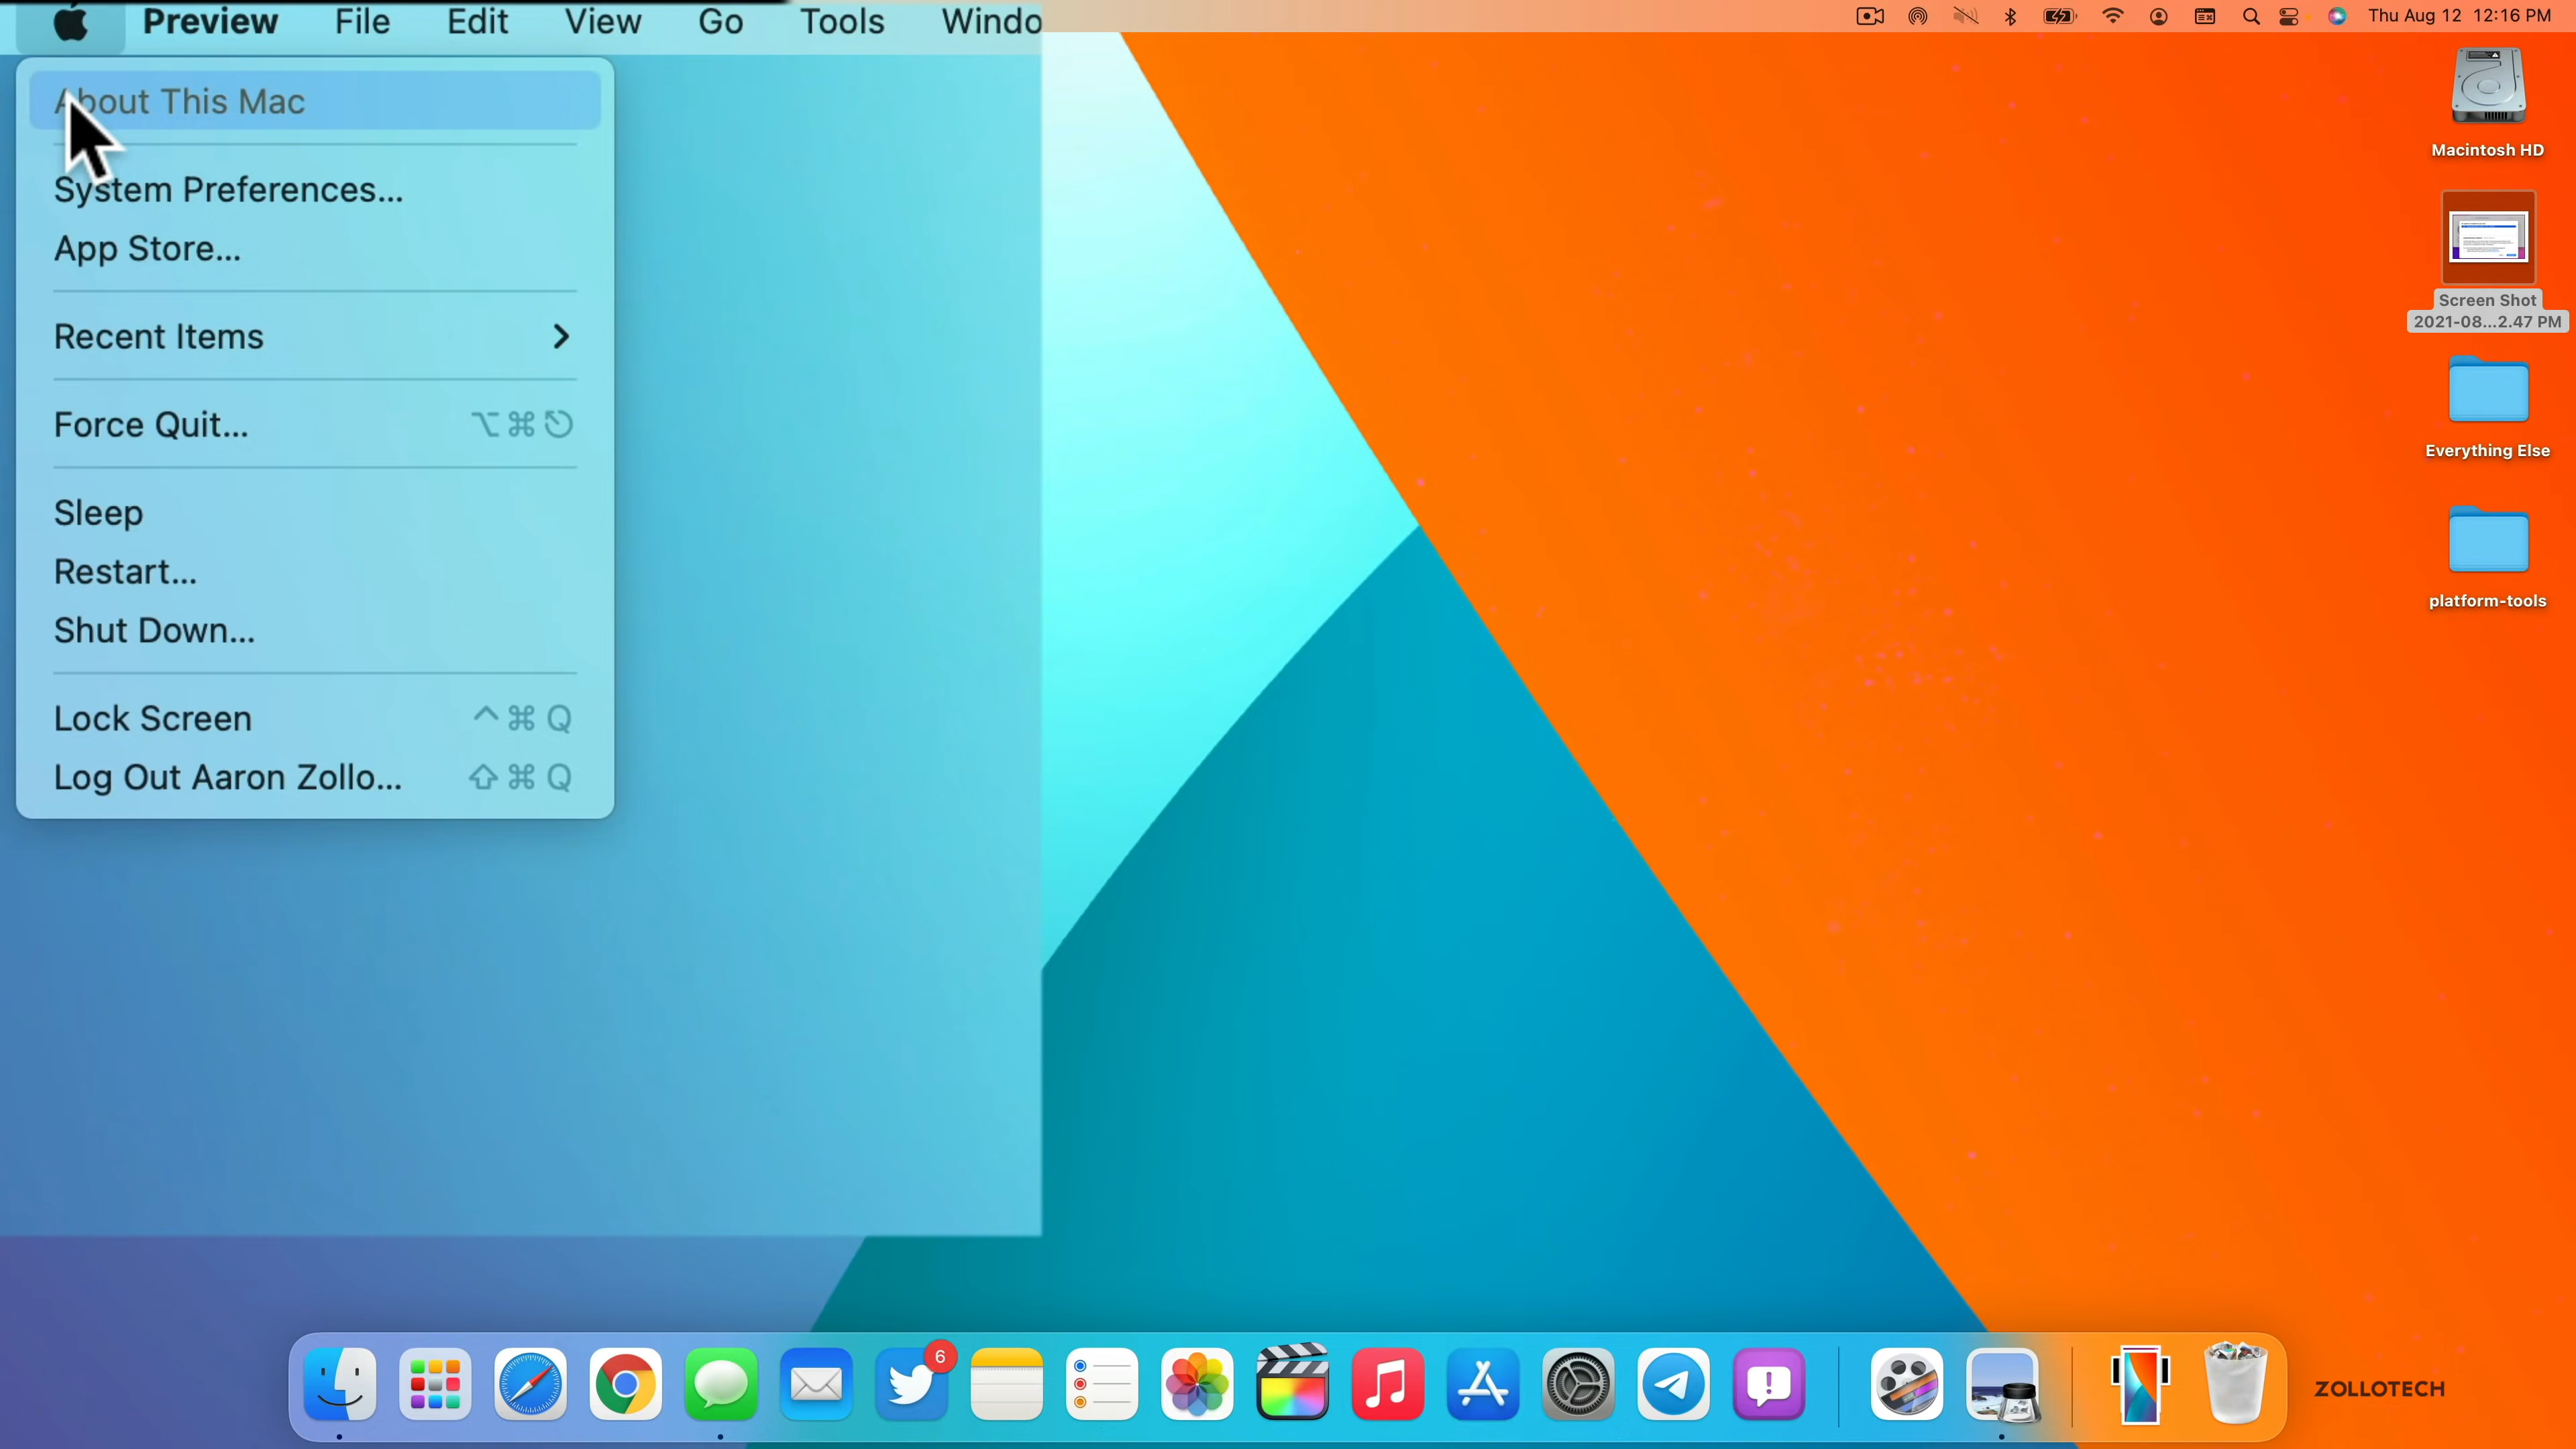 Preview File Edit View Go Tools Windo
Thu Aug 12 12:16 PM
About This Mac
System Preferences...
App Store...
Recent Items
Force Quit... ⌥ ⌘ ⎋
Sleep
Restart...
Shut Down...
Lock Screen ^ ⌘ Q
Log Out Aaron Zollo... ⇧ ⌘ Q
Macintosh HD
Screen Shot
2021-08...2.47 PM
Everything Else
platform-tools
6
ZOLLOTECH